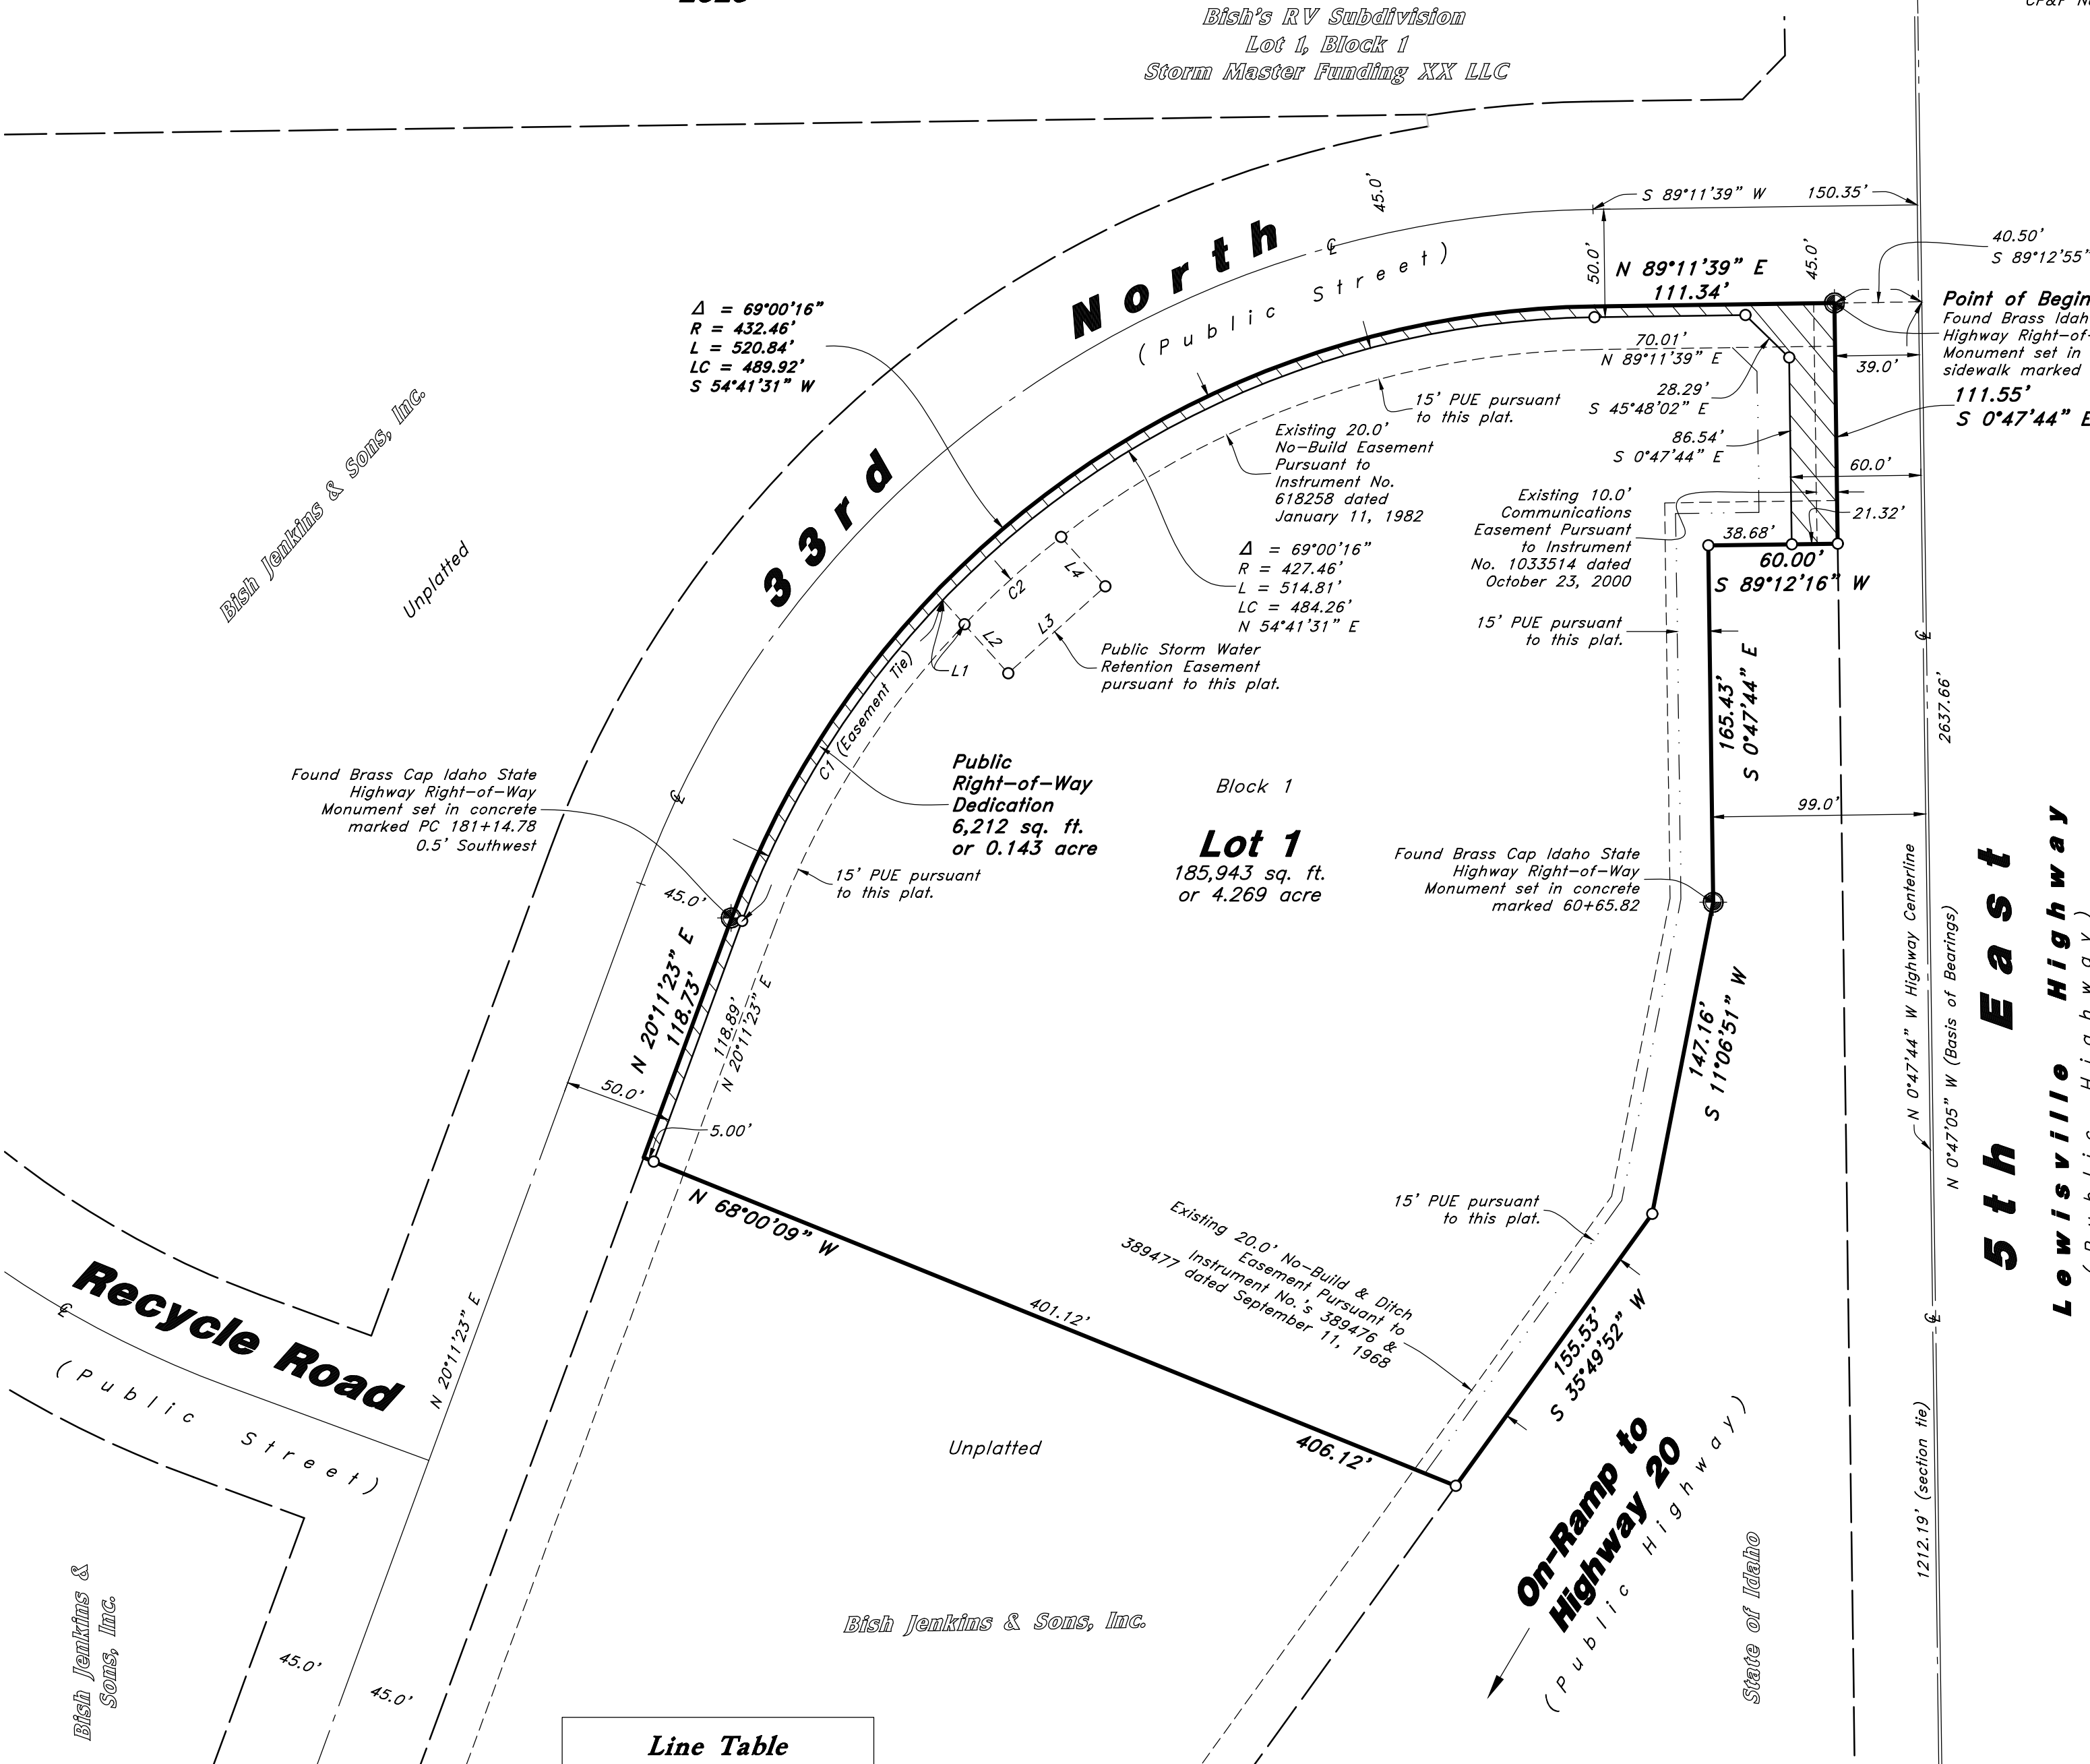 Bish's RV Subdivision
Lot 1, Block 1
Storm Master Funding XX LLC
45.0'
S 89°11'39" W 150.35'
40.50'
S 89°12'55"
50.0'
N 89°11'39" E
111.34'
45.0'
33rd North
(Public Street)
℄
Δ = 69°00'16"
R = 432.46'
L = 520.84'
LC = 489.92'
S 54°41'31" W
Point of Begin
Found Brass Idah
Highway Right-of-
Monument set in
sidewalk marked
39.0'
111.55'
S 0°47'44" E
70.01'
N 89°11'39" E
28.29'
S 45°48'02" E
86.54'
S 0°47'44" E
60.0'
15' PUE pursuant
to this plat.
Existing 20.0'
No-Build Easement
Pursuant to
Instrument No.
618258 dated
January 11, 1982
Existing 10.0'
Communications
Easement Pursuant
to Instrument
No. 1033514 dated
October 23, 2000
21.32'
38.68'
60.00'
S 89°12'16" W
Bish Jenkins & Sons, Inc.
Unplatted
Δ = 69°00'16"
R = 427.46'
L = 514.81'
LC = 484.26'
N 54°41'31" E
C2
L4
L2
L3
L1
Public Storm Water
Retention Easement
pursuant to this plat.
15' PUE pursuant
to this plat.
C1 (Easement Tie)
165.43'
S 0°47'44" E
℄
2637.66'
Found Brass Cap Idaho State
Highway Right-of-Way
Monument set in concrete
marked PC 181+14.78
0.5' Southwest
℄
Public
Right-of-Way
Dedication
6,212 sq. ft.
or 0.143 acre
Block 1
Lot 1
185,943 sq. ft.
or 4.269 acre
99.0'
Found Brass Cap Idaho State
Highway Right-of-Way
Monument set in concrete
marked 60+65.82
15' PUE pursuant
to this plat.
45.0'
N 20°11'23" E
118.73'
118.89'
N 20°11'23" E
50.0'
5.00'
147.16'
S 11°06'51" W
N 0°47'44" W Highway Centerline
N 0°47'05" W (Basis of Bearings)
5th East
Lewisville Highway
(Public Highway)
N 68°00'09" W
401.12'
406.12'
15' PUE pursuant
to this plat.
Existing 20.0' No-Build & Ditch
Easement Pursuant to
Instrument No.'s 389476 &
389477 dated September 11, 1968
155.53'
S 35°49'52" W
℄
Recycle Road
℄
(Public Street)
N 20°11'23" E
Unplatted
Bish Jenkins & Sons, Inc.
On-Ramp to
Highway 20
(Public Highway)
State of Idaho
1212.19' (section tie)
Bish Jenkins &
Sons, Inc.
45.0'
45.0'
Line Table